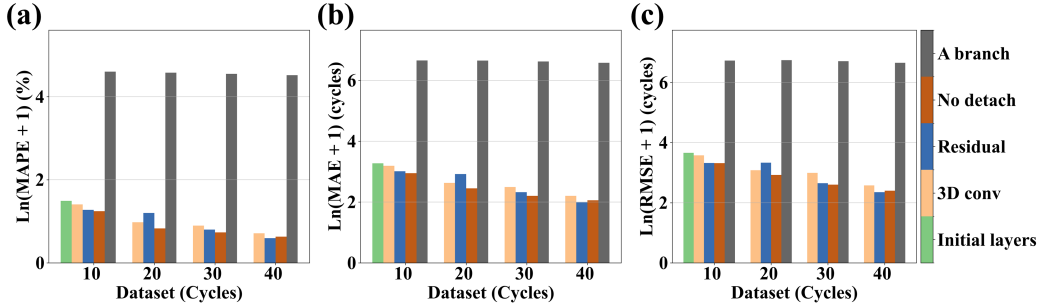 (a)
Ln(MAPE + 1) (%)
4
2
0
10 20 30 40
Dataset (Cycles)
(b)
Ln(MAE + 1) (cycles)
6
4
2
0
10 20 30 40
Dataset (Cycles)
(c)
Ln(RMSE + 1) (cycles)
6
4
2
0
10 20 30 40
Dataset (Cycles)
A branch
No detach
Residual
3D conv
Initial layers